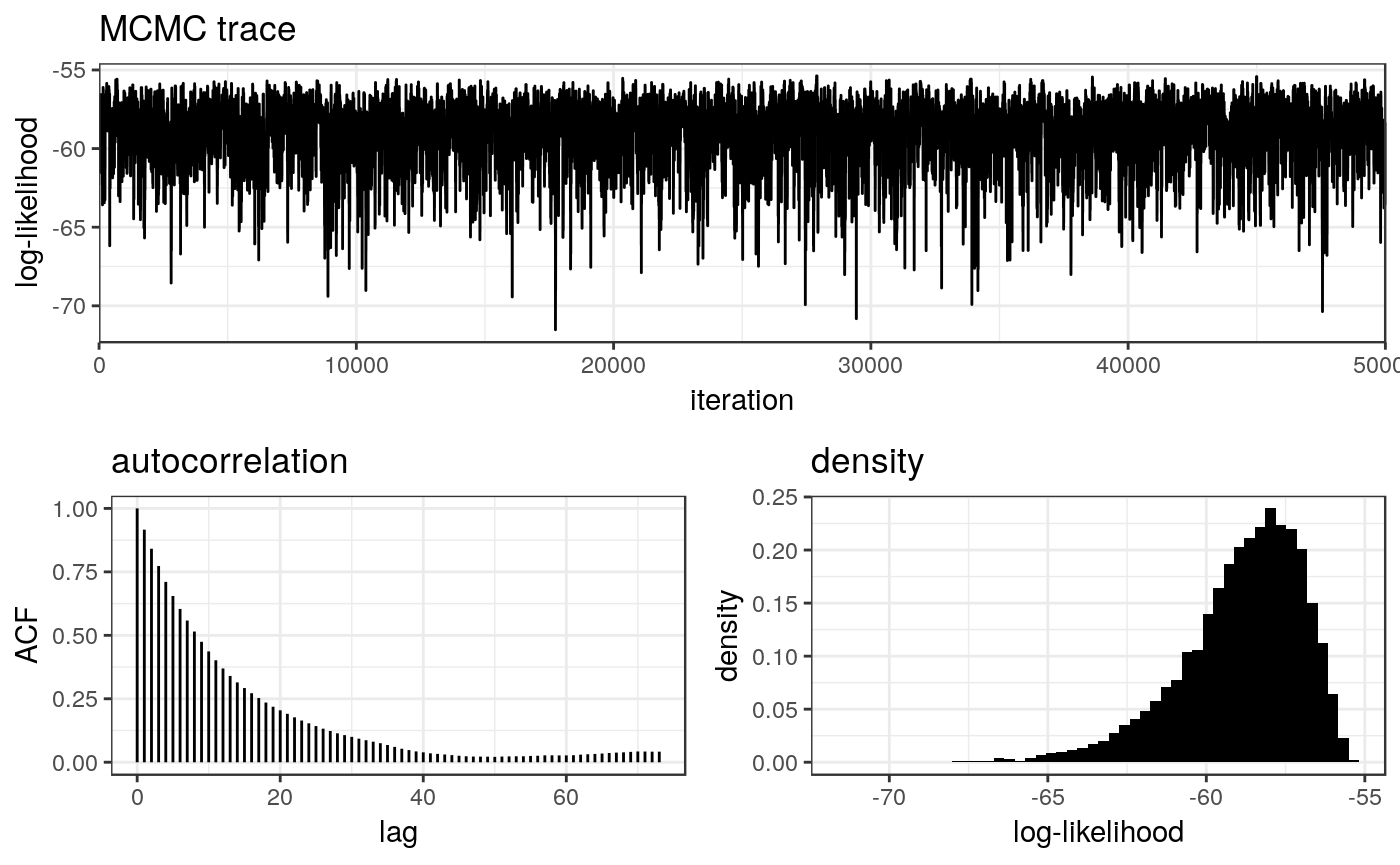 MCMC trace
log-likelihood
-55
-60
-65
-70
0 10000 20000 30000 40000 5000
iteration
autocorrelation
ACF
1.00
0.75
0.50
0.25
0.00
0 20 40 60
lag
density
density
0.25
0.20
0.15
0.10
0.05
0.00
-70 -65 -60 -55
log-likelihood